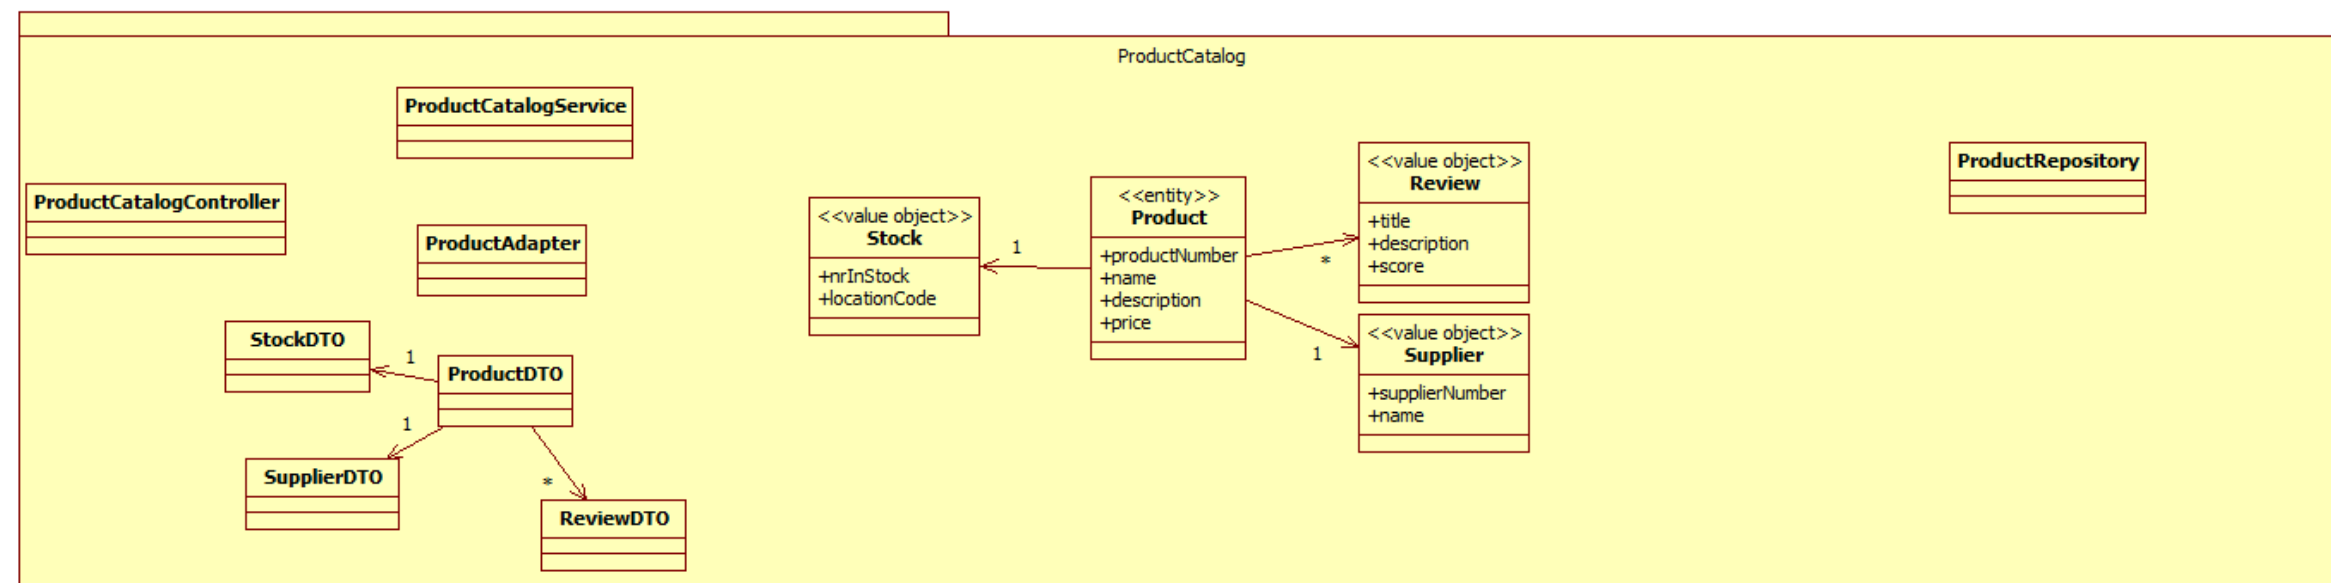 ProductCatalog
ProductCatalogService
ProductCatalogController
ProductAdapter
StockDTO
1
ProductDTO
1
SupplierDTO
*
ReviewDTO
<<value object>>
Stock
+nrInStock
+locationCode
1
<<entity>>
Product
+productNumber
+name
+description
+price
*
1
<<value object>>
Review
+title
+description
+score
<<value object>>
Supplier
+supplierNumber
+name
ProductRepository